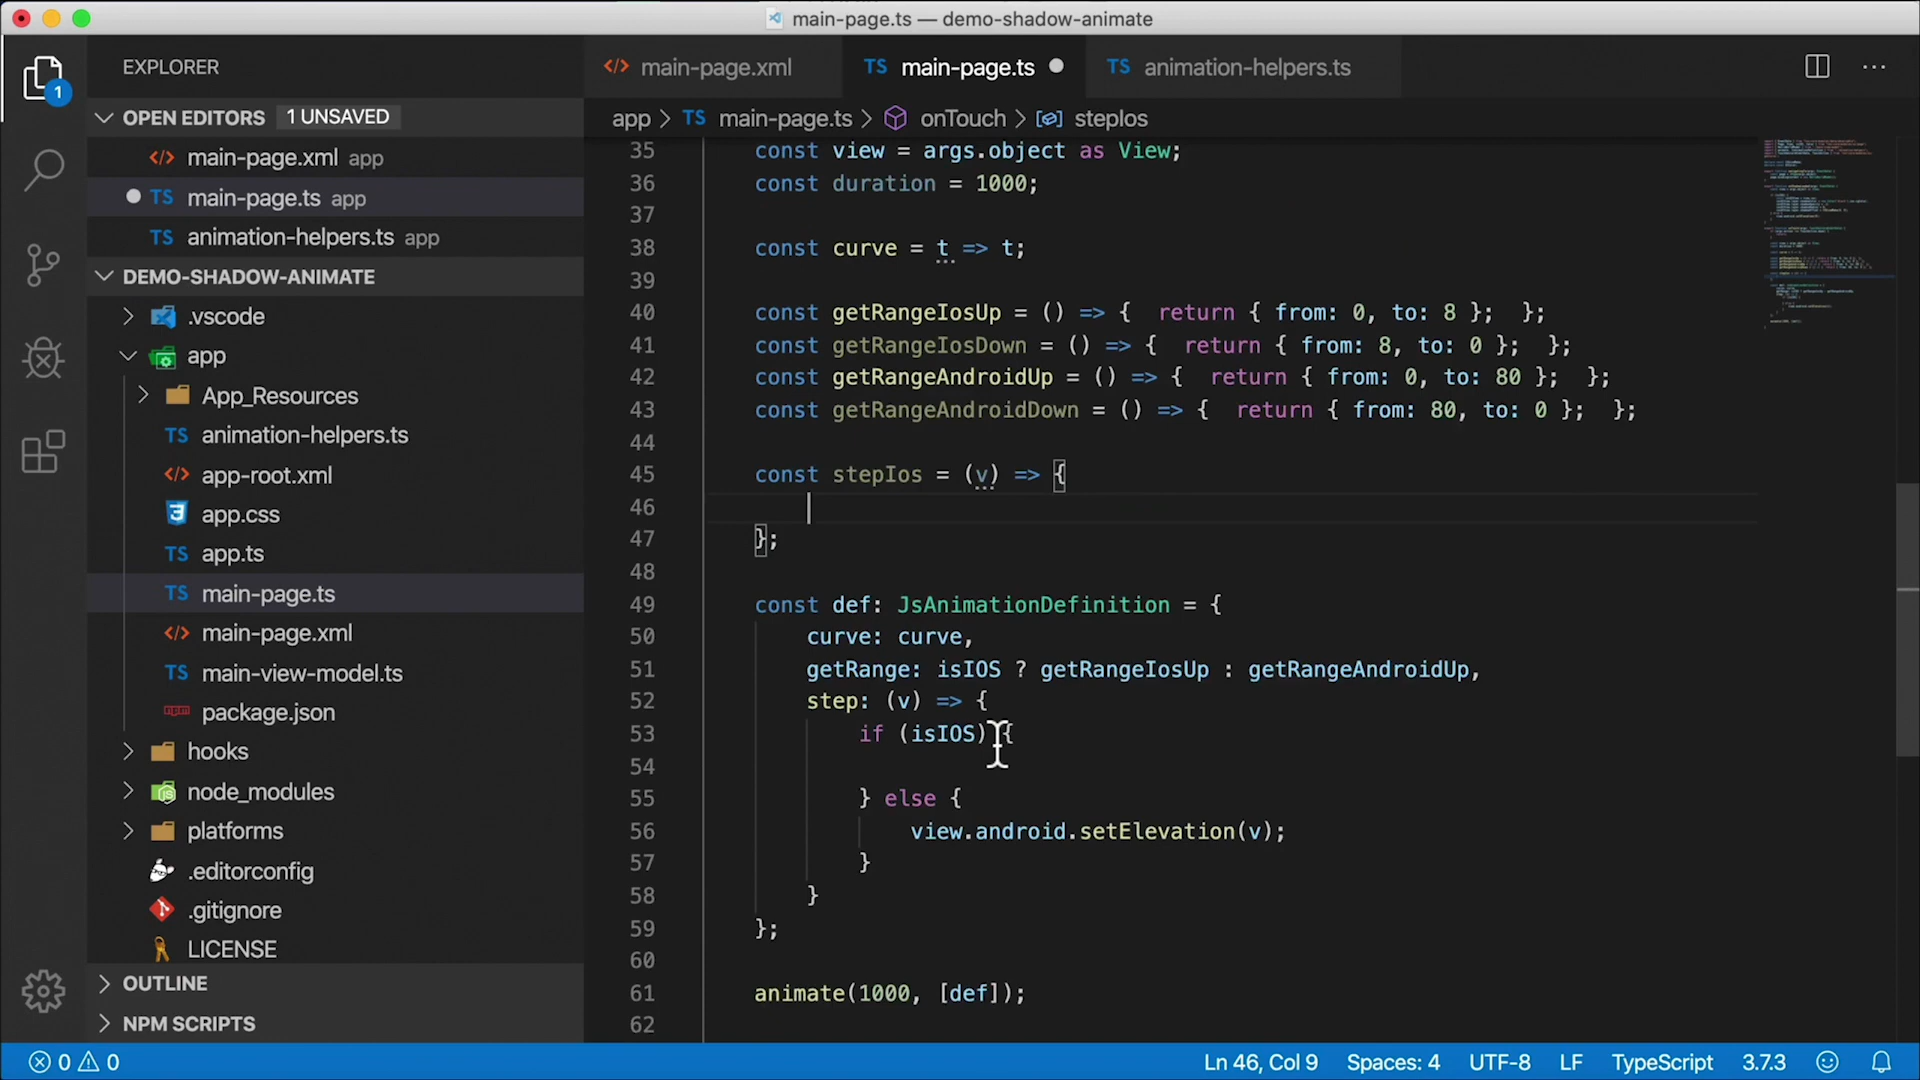 main-page.ts — demo-shadow-animate
EXPLORER
OPEN EDITORS 1 UNSAVED
main-page.xml app
main-page.ts app
animation-helpers.ts app
DEMO-SHADOW-ANIMATE
.vscode
app
App_Resources
animation-helpers.ts
app-root.xml
app.css
app.ts
main-page.ts
main-page.xml
main-view-model.ts
package.json
hooks
node_modules
platforms
.editorconfig
.gitignore
LICENSE
OUTLINE
NPM SCRIPTS
1
main-page.xml
TS main-page.ts
TS animation-helpers.ts
app > TS main-page.ts > onTouch > stepIos
35 const view = args.object as View;
36 const duration = 1000;
37
38 const curve = t => t;
39
40 const getRangeIosUp = () => { return { from: 0, to: 8 }; };
41 const getRangeIosDown = () => { return { from: 8, to: 0 }; };
42 const getRangeAndroidUp = () => { return { from: 0, to: 80 }; };
43 const getRangeAndroidDown = () => { return { from: 80, to: 0 }; };
44
45 const stepIos = (v) => {
46
47 };
48
49 const def: JsAnimationDefinition = {
50 curve: curve,
51 getRange: isIOS ? getRangeIosUp : getRangeAndroidUp,
52 step: (v) => {
53 if (isIOS) {
54
55 } else {
56 view.android.setElevation(v);
57 }
58 }
59 };
60
61 animate(1000, [def]);
62
0 0 Ln 46, Col 9 Spaces: 4 UTF-8 LF TypeScript 3.7.3